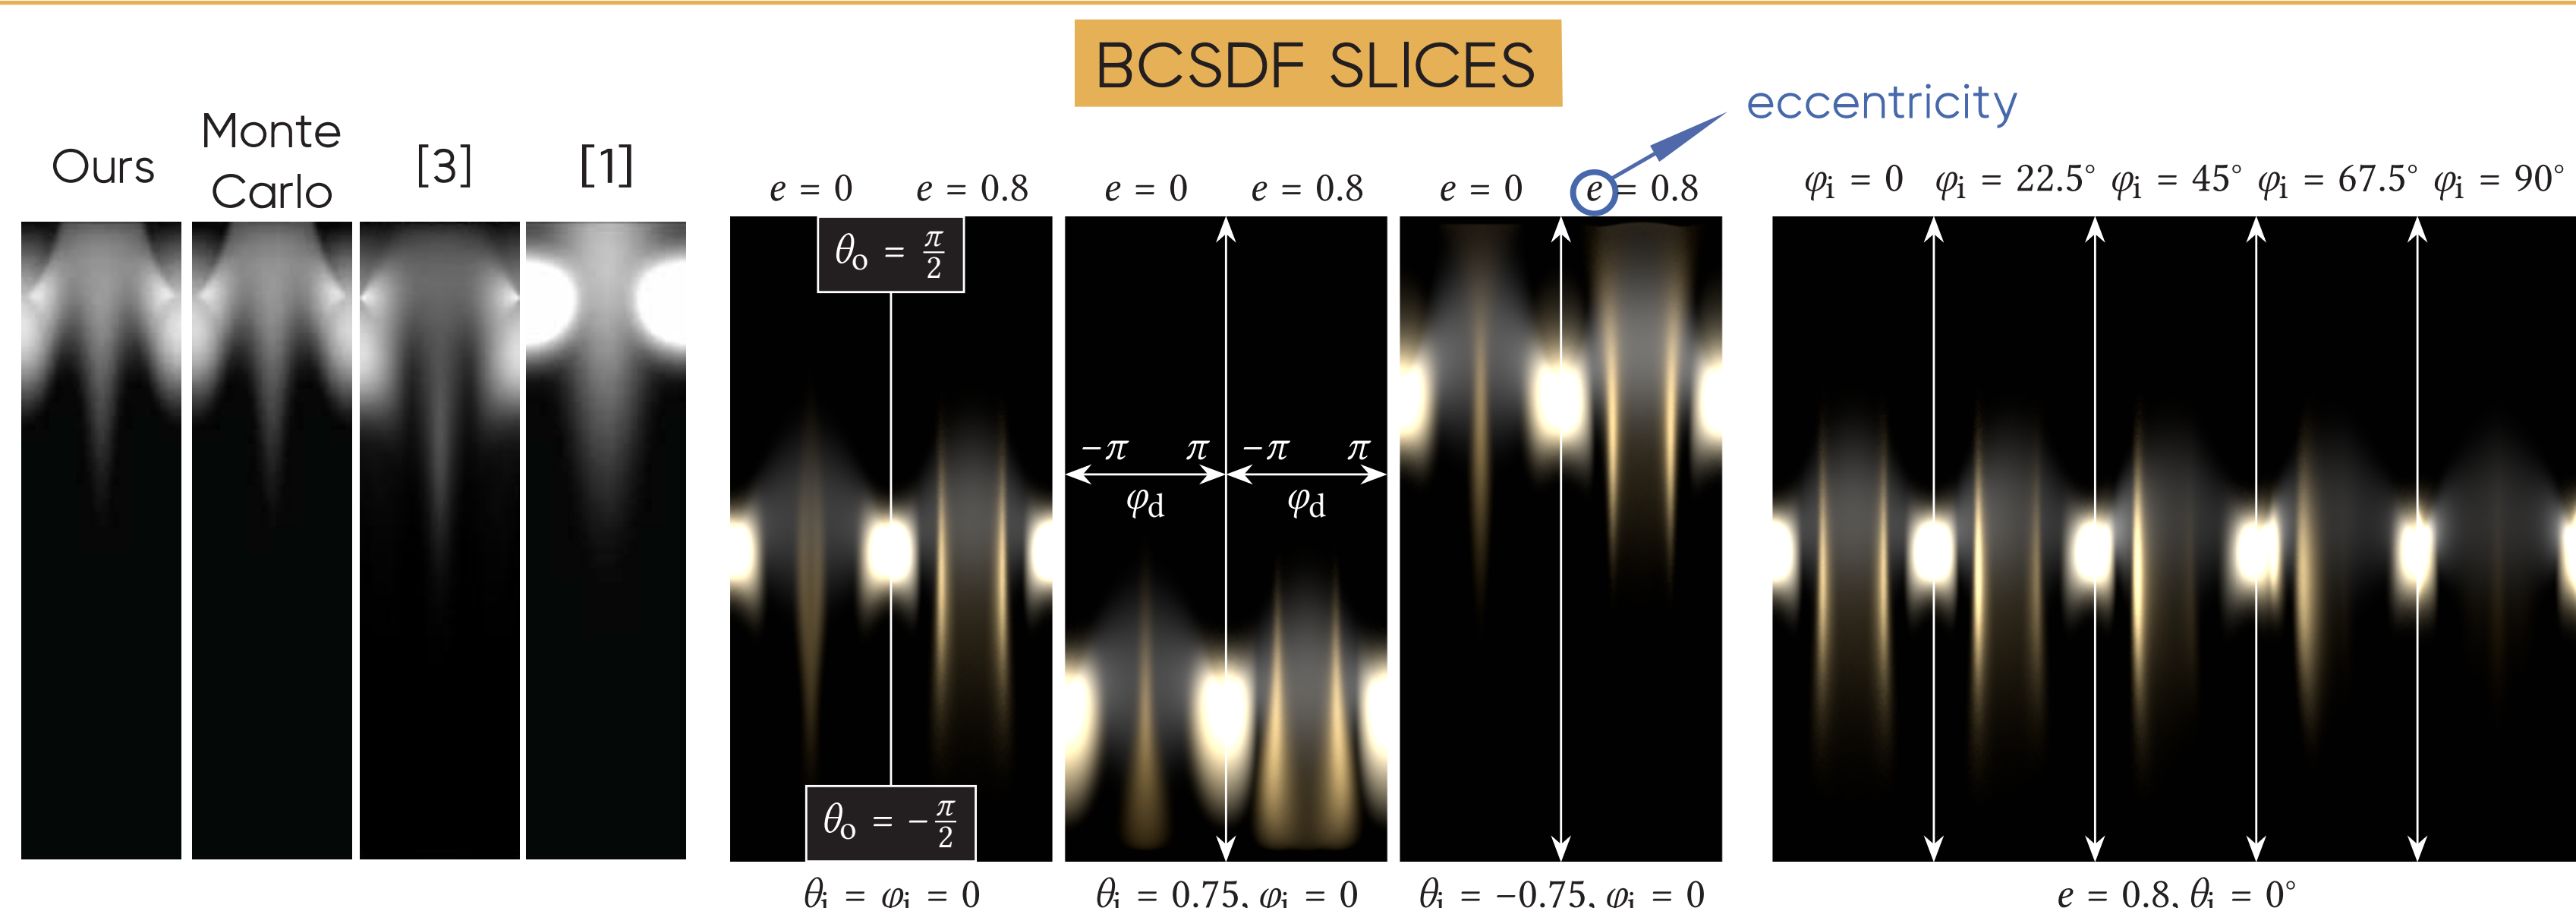 BCSDF SLICES
eccentricity
Ours
Monte
Carlo
[3]
[1]
e = 0
e = 0.8
e = 0
e = 0.8
e = 0
e = 0.8
φi = 0
φi = 22.5°
φi = 45°
φi = 67.5°
φi = 90°
θo = π/2
−π
π
−π
π
φd
φd
θo = −π/2
θi = φi = 0
θi = 0.75, φi = 0
θi = −0.75, φi = 0
e = 0.8, θi = 0°